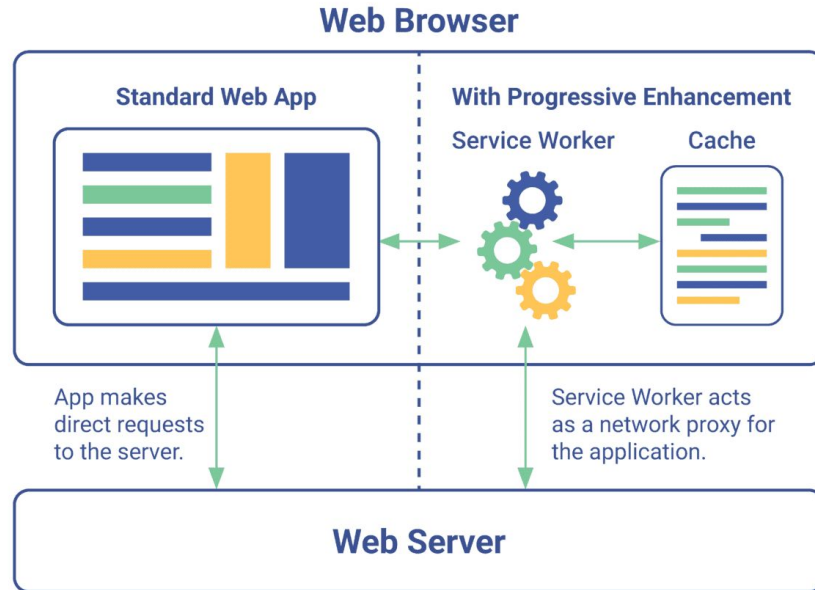 Web Browser
Standard Web App
With Progressive Enhancement
Service Worker
Cache
App makes
direct requests
to the server.
Service Worker acts
as a network proxy for
the application.
Web Server